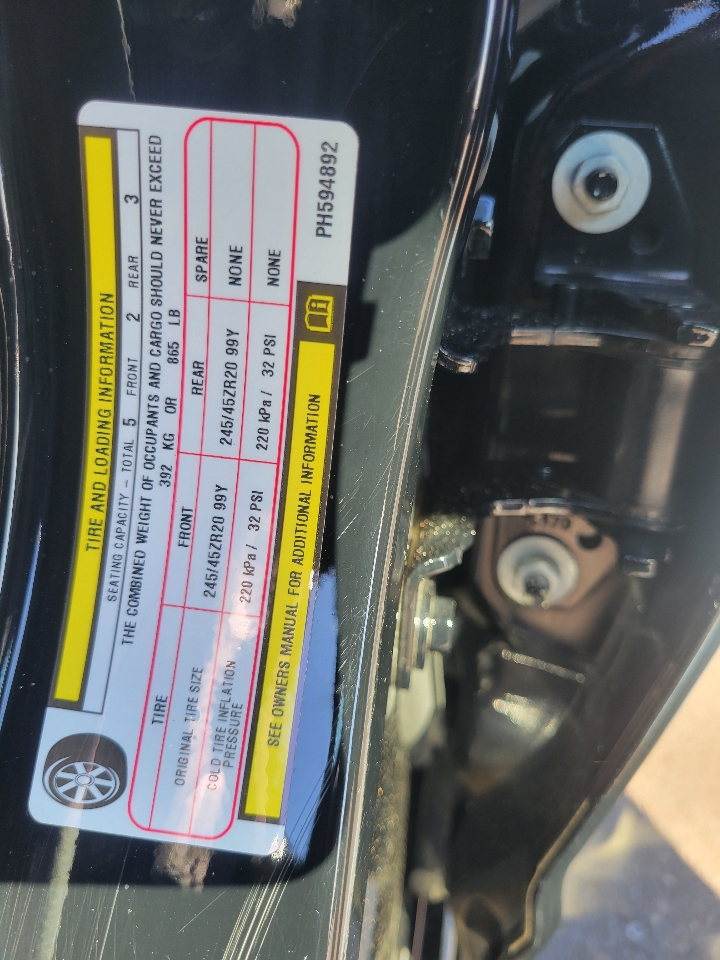 TIRE AND LOADING INFORMATION
SEATING CAPACITY – TOTAL 5 FRONT 2 REAR 3
THE COMBINED WEIGHT OF OCCUPANTS AND CARGO SHOULD NEVER EXCEED
392 KG OR 865 LB
TIRE FRONT REAR SPARE
ORIGINAL TIRE SIZE 245/45ZR20 99Y 245/45ZR20 99Y NONE
COLD TIRE INFLATION PRESSURE 220 kPa / 32 PSI 220 kPa / 32 PSI NONE
SEE OWNERS MANUAL FOR ADDITIONAL INFORMATION
PH594892